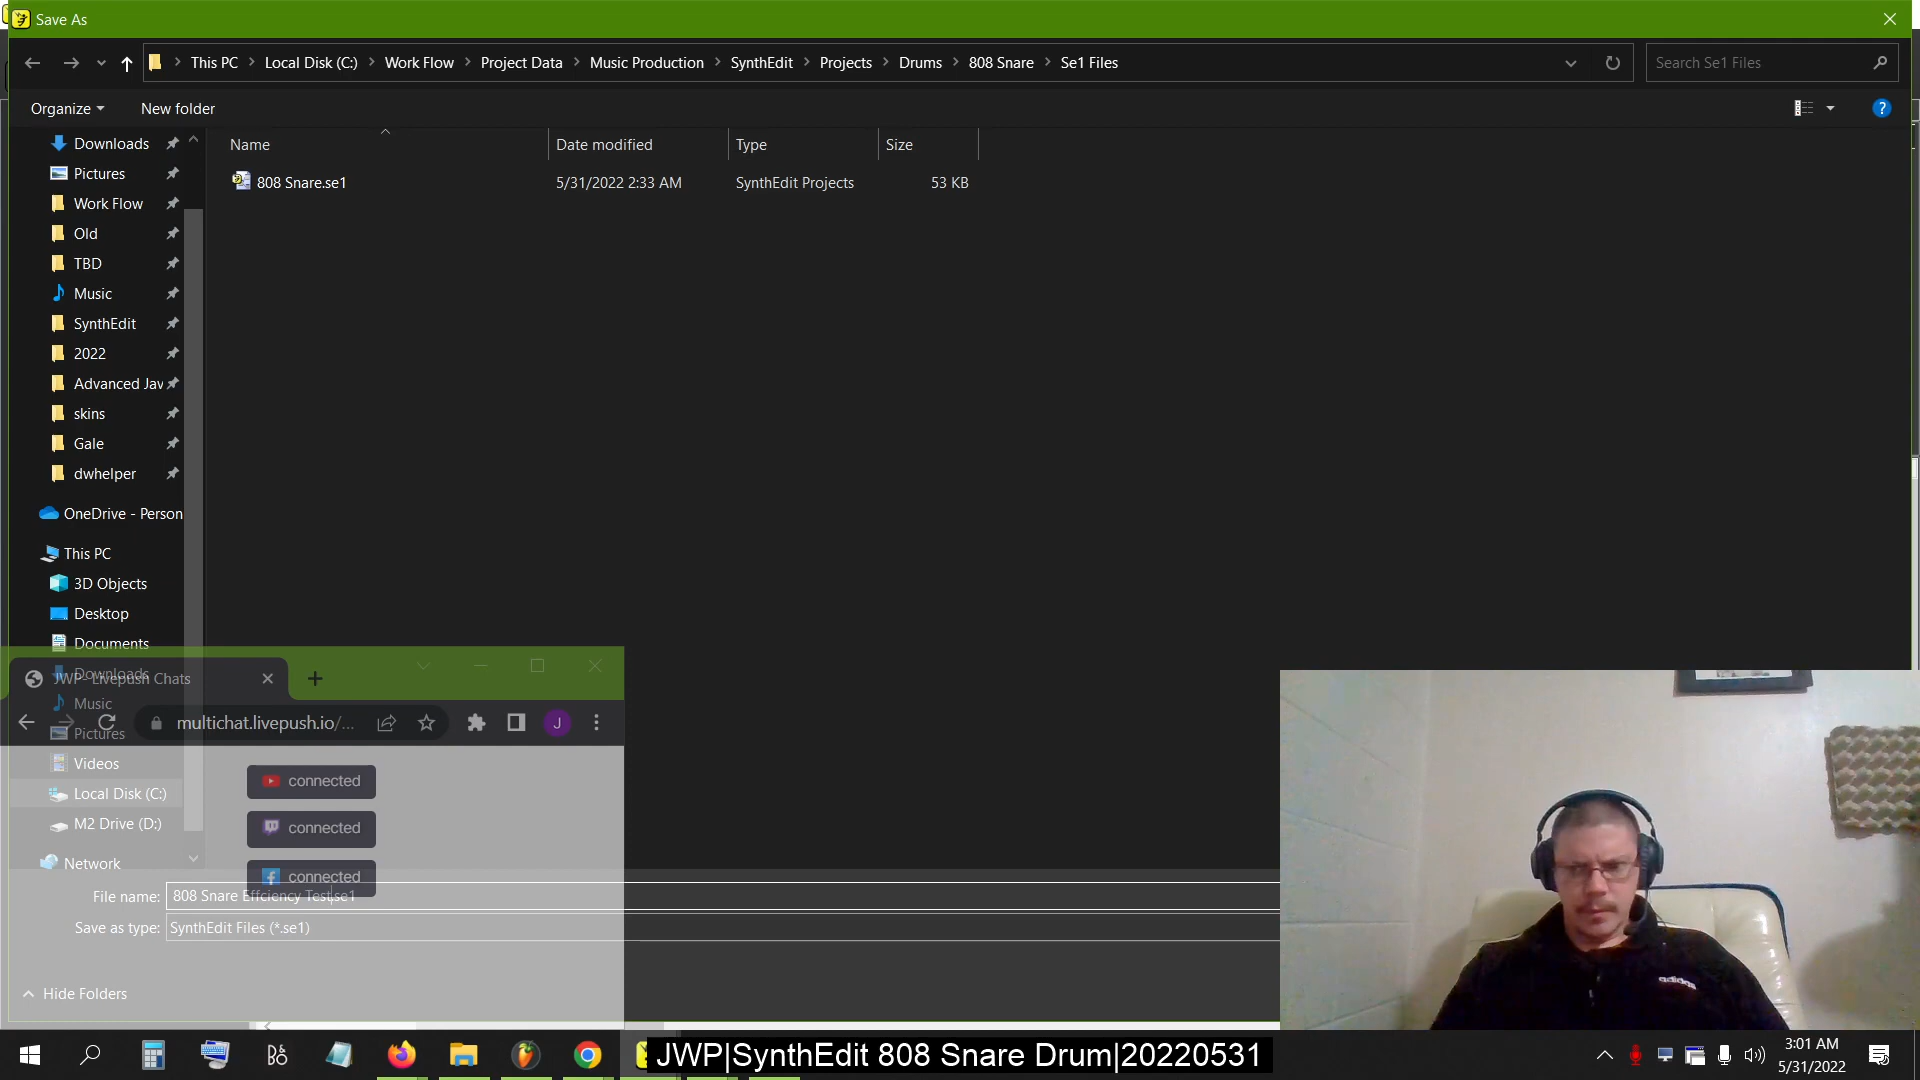 Save As
This PC
Local Disk (C:)
Work Flow
Project Data
Music Production
SynthEdit
Projects
Drums
808 Snare
Se1 Files
Search Se1 Files
Organize
New folder
Name
Date modified
Type
Size
808 Snare.se1
5/31/2022 2:33 AM
SynthEdit Projects
53 KB
Downloads
Pictures
Work Flow
Old
TBD
Music
SynthEdit
2022
Advanced Jav
skins
Gale
dwhelper
OneDrive - Person
This PC
3D Objects
Desktop
Documents
Downloads
JWP - Livepush Chats
Music
multichat.livepush.io/...
J
Pictures
Videos
connected
Local Disk (C:)
M2 Drive (D:)
connected
Network
connected
File name:
808 Snare Effciency Test.se1
Save as type:
SynthEdit Files (*.se1)
Hide Folders
adidas
JWP|SynthEdit 808 Snare Drum|20220531
3:01 AM
5/31/2022